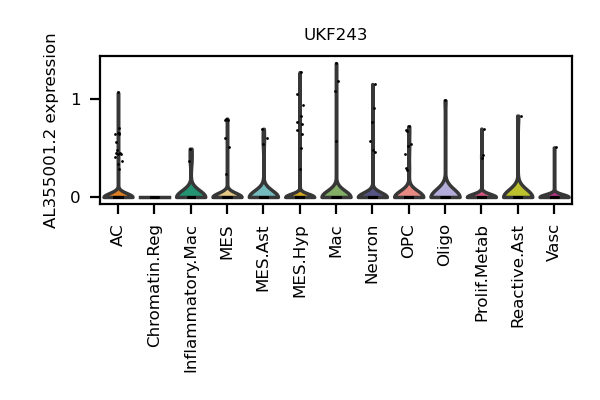 UKF243
AL355001.2 expression
1
0
AC
Chromatin.Reg
Inflammatory.Mac
MES
MES.Ast
MES.Hyp
Mac
Neuron
OPC
Oligo
Prolif.Metab
Reactive.Ast
Vasc